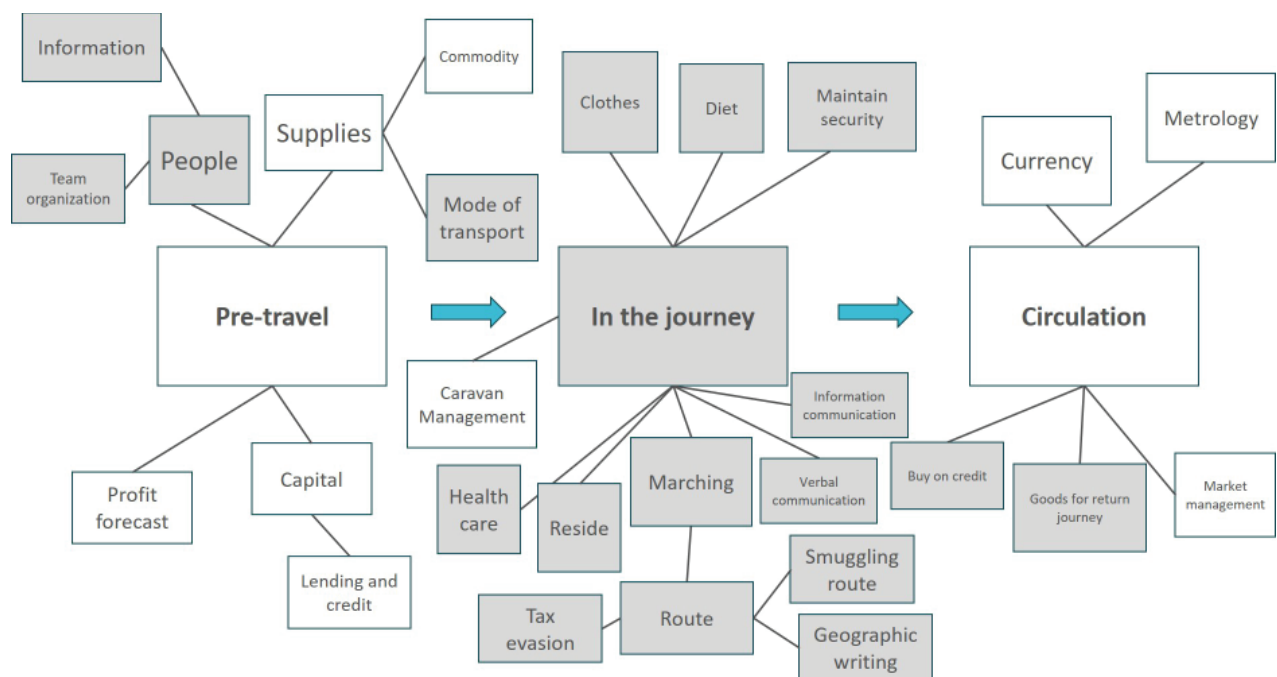 Information
Commodity
Supplies
People
Team
organization
Mode of
transport
Pre-travel
Profit
forecast
Capital
Lending and
credit
Clothes
Diet
Maintain
security
In the journey
Caravan
Management
Information
communication
Health
care
Reside
Marching
Verbal
communication
Tax
evasion
Route
Smuggling
route
Geographic
writing
Metrology
Currency
Circulation
Buy on credit
Goods for return
journey
Market
management